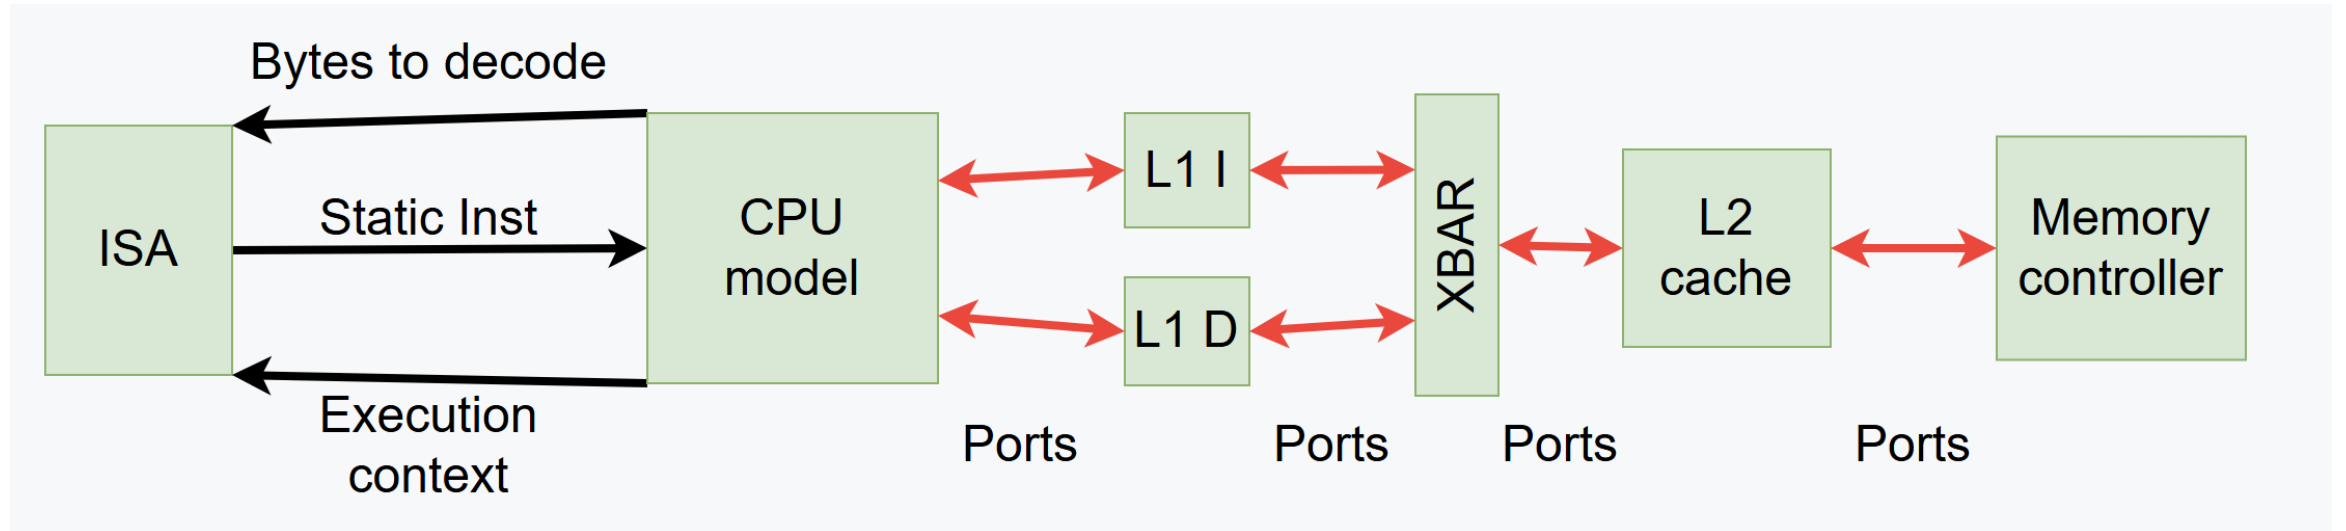 Bytes to decode
ISA
Static Inst
Execution
context
CPU
model
L1 I
L1 D
XBAR
L2
cache
Memory
controller
Ports
Ports
Ports
Ports